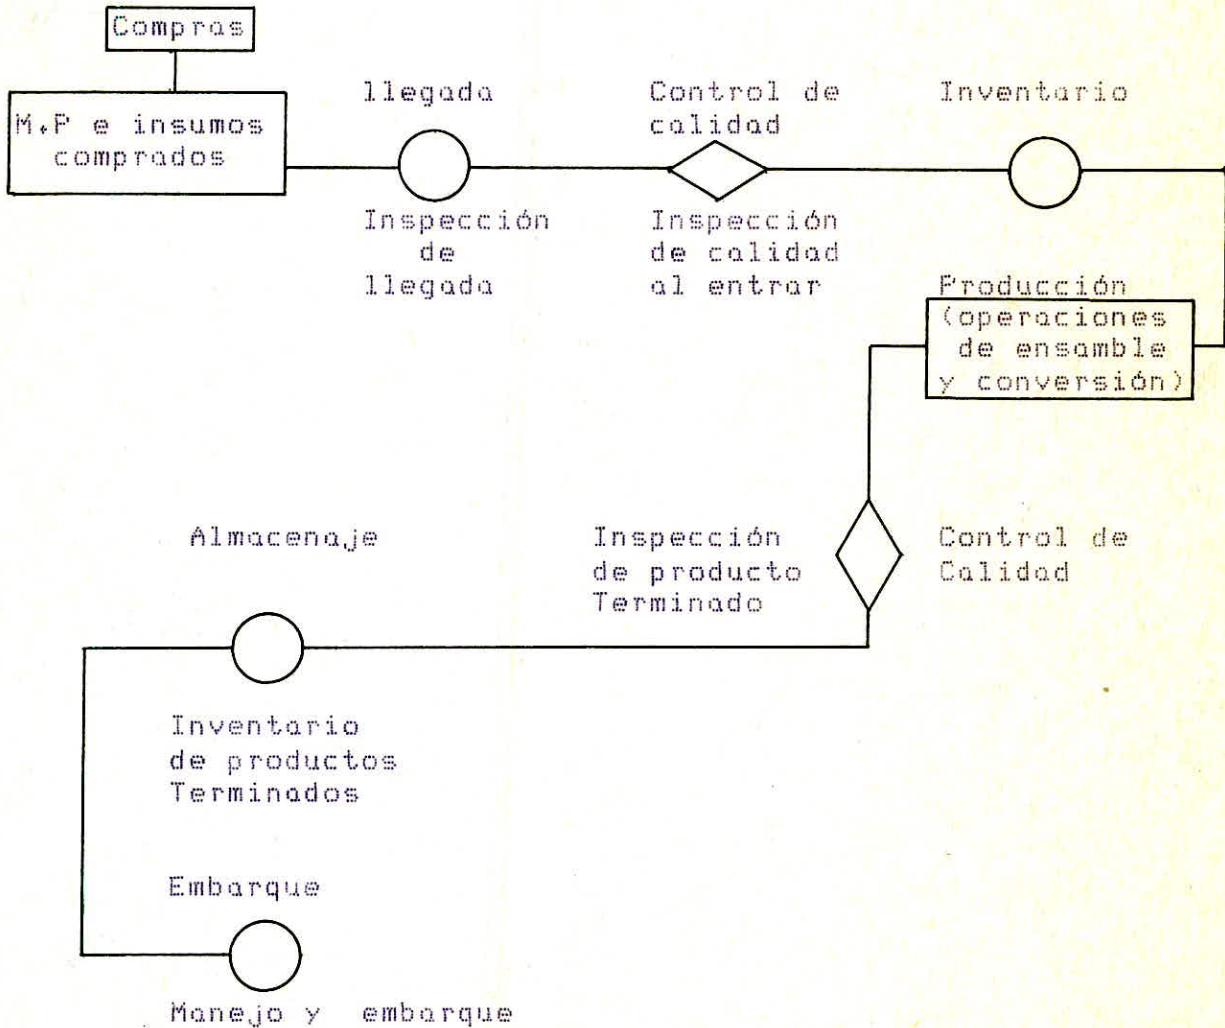 Compras
M.P e insumos
comprados
llegada
Inspección
de
llegada
Control de
calidad
Inspección
de calidad
al entrar
Inventario
Producción
(operaciones
de ensamble
y conversión)
Control de
Calidad
Inspección
de producto
Terminado
Almacenaje
Inventario
de productos
Terminados
Embarque
Manejo y embarque